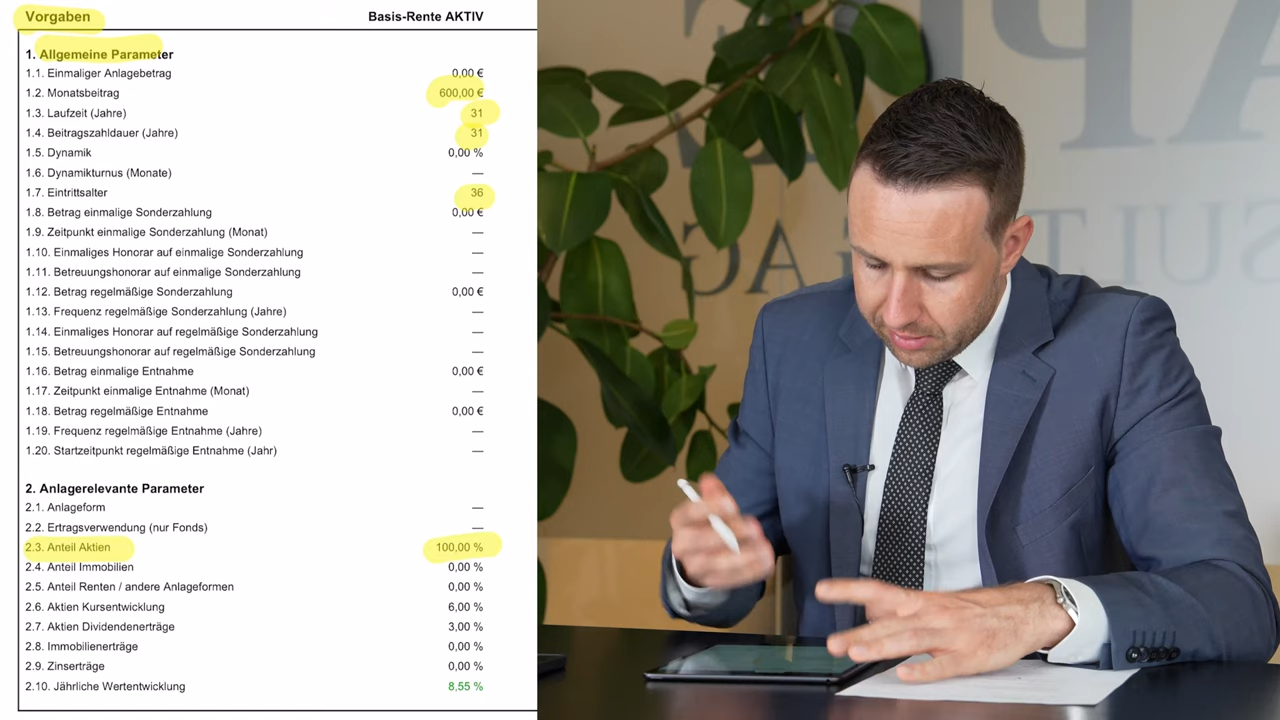 Vorgaben Basis-Rente AKTIV
1. Allgemeine Parameter
1.1. Einmaliger Anlagebetrag 0,00 €
1.2. Monatsbeitrag 600,00 €
1.3. Laufzeit (Jahre) 31
1.4. Beitragszahldauer (Jahre) 31
1.5. Dynamik 0,00 %
1.6. Dynamikturnus (Monate) —
1.7. Eintrittsalter 36
1.8. Betrag einmalige Sonderzahlung 0,00 €
1.9. Zeitpunkt einmalige Sonderzahlung (Monat) —
1.10. Einmaliges Honorar auf einmalige Sonderzahlung —
1.11. Betreuungshonorar auf einmalige Sonderzahlung —
1.12. Betrag regelmäßige Sonderzahlung 0,00 €
1.13. Frequenz regelmäßige Sonderzahlung (Jahre) —
1.14. Einmaliges Honorar auf regelmäßige Sonderzahlung —
1.15. Betreuungshonorar auf regelmäßige Sonderzahlung —
1.16. Betrag einmalige Entnahme 0,00 €
1.17. Zeitpunkt einmalige Entnahme (Monat) —
1.18. Betrag regelmäßige Entnahme 0,00 €
1.19. Frequenz regelmäßige Entnahme (Jahre) —
1.20. Startzeitpunkt regelmäßige Entnahme (Jahr) —
2. Anlagerelevante Parameter
2.1. Anlageform —
2.2. Ertragsverwendung (nur Fonds) —
2.3. Anteil Aktien 100,00 %
2.4. Anteil Immobilien 0,00 %
2.5. Anteil Renten / andere Anlageformen 0,00 %
2.6. Aktien Kursentwicklung 6,00 %
2.7. Aktien Dividendenerträge 3,00 %
2.8. Immobilienerträge 0,00 %
2.9. Zinserträge 0,00 %
2.10. Jährliche Wertentwicklung 8,55 %